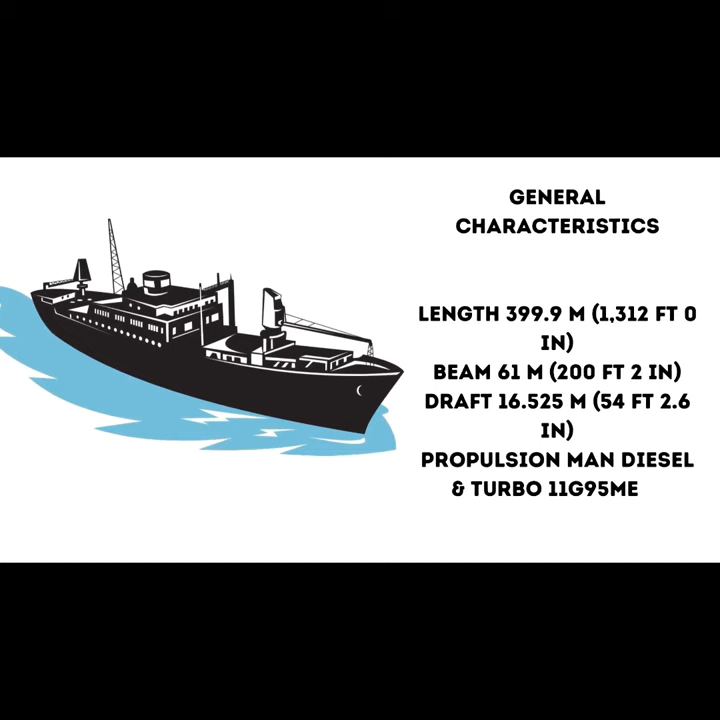 GENERAL
CHARACTERISTICS
LENGTH 399.9 M (1,312 FT 0
IN)
BEAM 61 M (200 FT 2 IN)
DRAFT 16.525 M (54 FT 2.6
IN)
PROPULSION MAN DIESEL
& TURBO 11G95ME